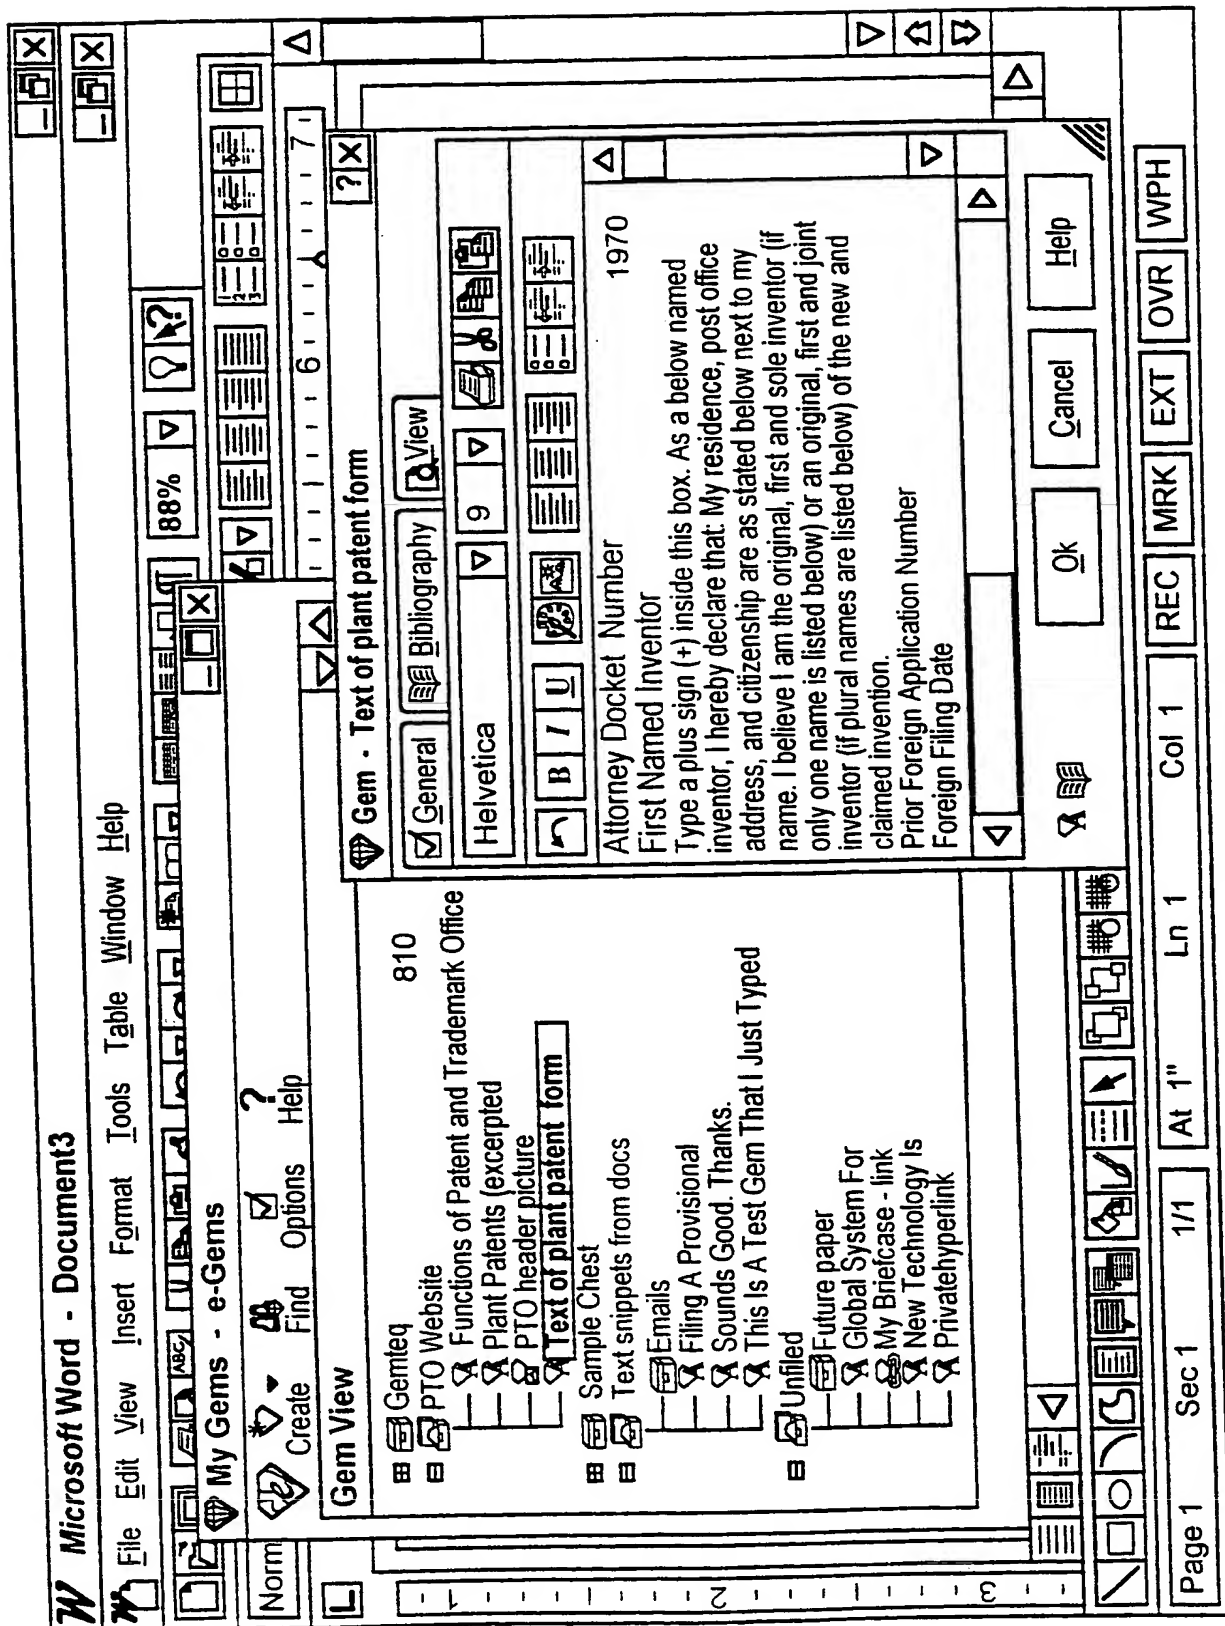 Microsoft Word - Document3
File Edit View Insert Format Tools Table Window Help
ABC
88%
?
Norm
My Gems - e-Gems
Create Find Options Help
?
Gem View
810
Gemteq
PTO Website
Functions of Patent and Trademark Office
Plant Patents (excerpted
PTO header picture
Text of plant patent form
Sample Chest
Text snippets from docs
Emails
Filing A Provisional
Sounds Good. Thanks.
This Is A Test Gem That I Just Typed
Unfiled
Future paper
Global System For
My Briefcase - link
New Technology Is
Privatehyperlink
6 7
L
1
2
3
Gem - Text of plant patent form ? X
General Bibliography View
Helvetica 9
B I U
Attorney Docket Number 1970
First Named Inventor
Type a plus sign (+) inside this box. As a below named
inventor, I hereby declare that: My residence, post office
address, and citizenship are as stated below next to my
name. I believe I am the original, first and sole inventor (if
only one name is listed below) or an original, first and joint
inventor (if plural names are listed below) of the new and
claimed invention.
Prior Foreign Application Number
Foreign Filing Date
Ok Cancel Help
Page 1 Sec 1 1/1 At 1" Ln 1 Col 1 REC MRK EXT OVR WPH